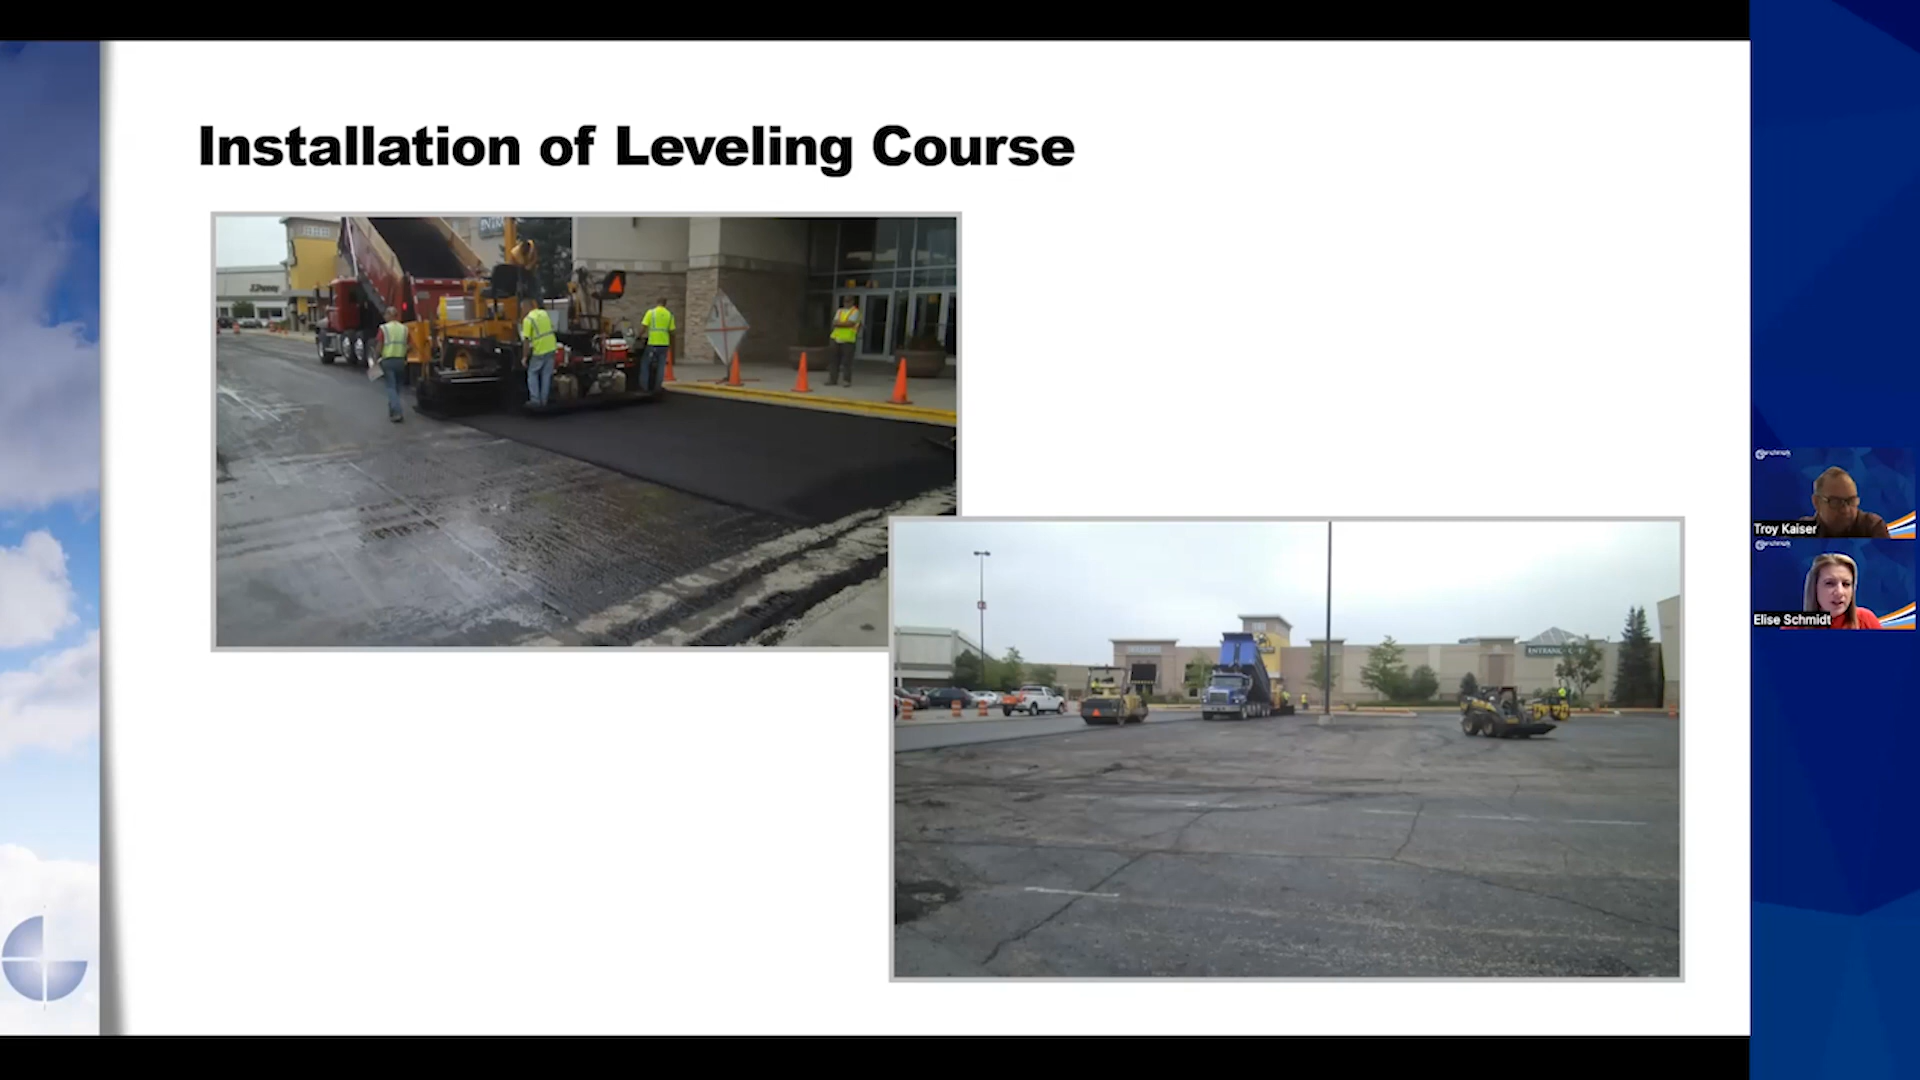 Installation of Leveling Course
JCPenney
ENTRANCE
Troy Kaiser
Elise Schmidt